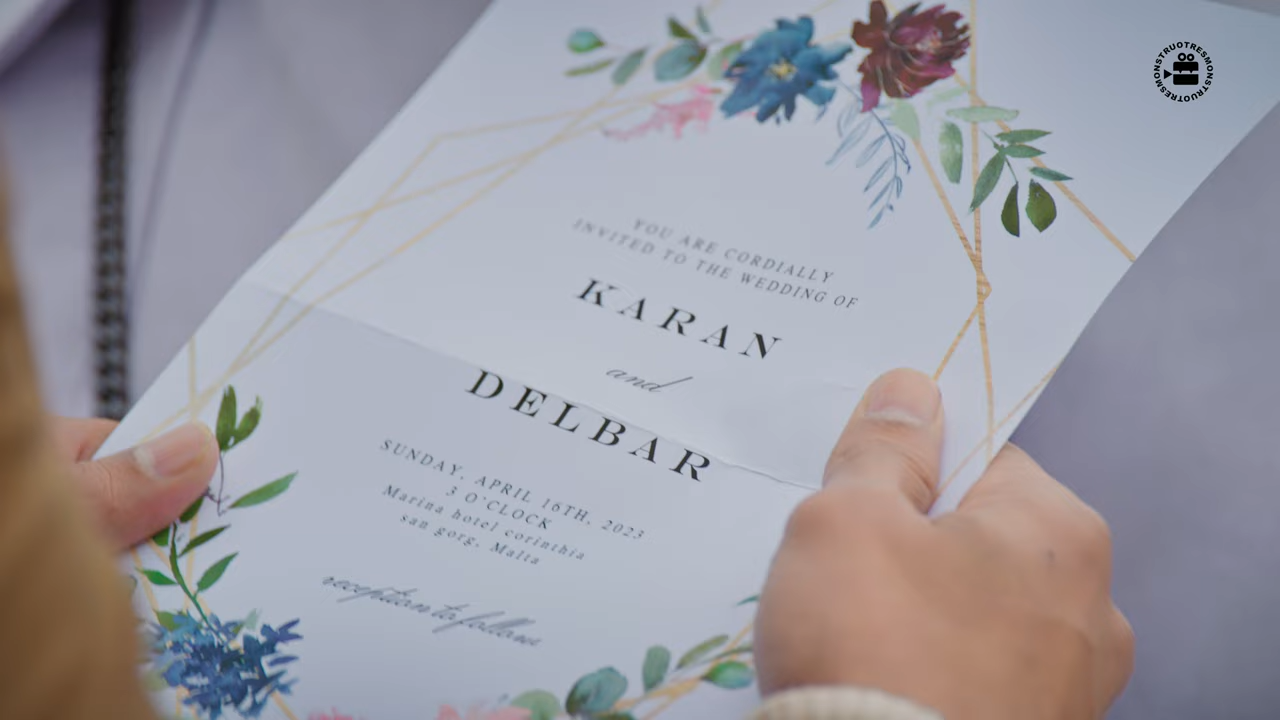 MONSTRUOTRESMONSTRUOTRES
YOU ARE CORDIALLY
INVITED TO THE WEDDING OF
KARAN
and
DELBAR
SUNDAY, APRIL 16TH, 2023
3 O'CLOCK
Marina hotel corinthia
san gorg, Malta
reception to follow